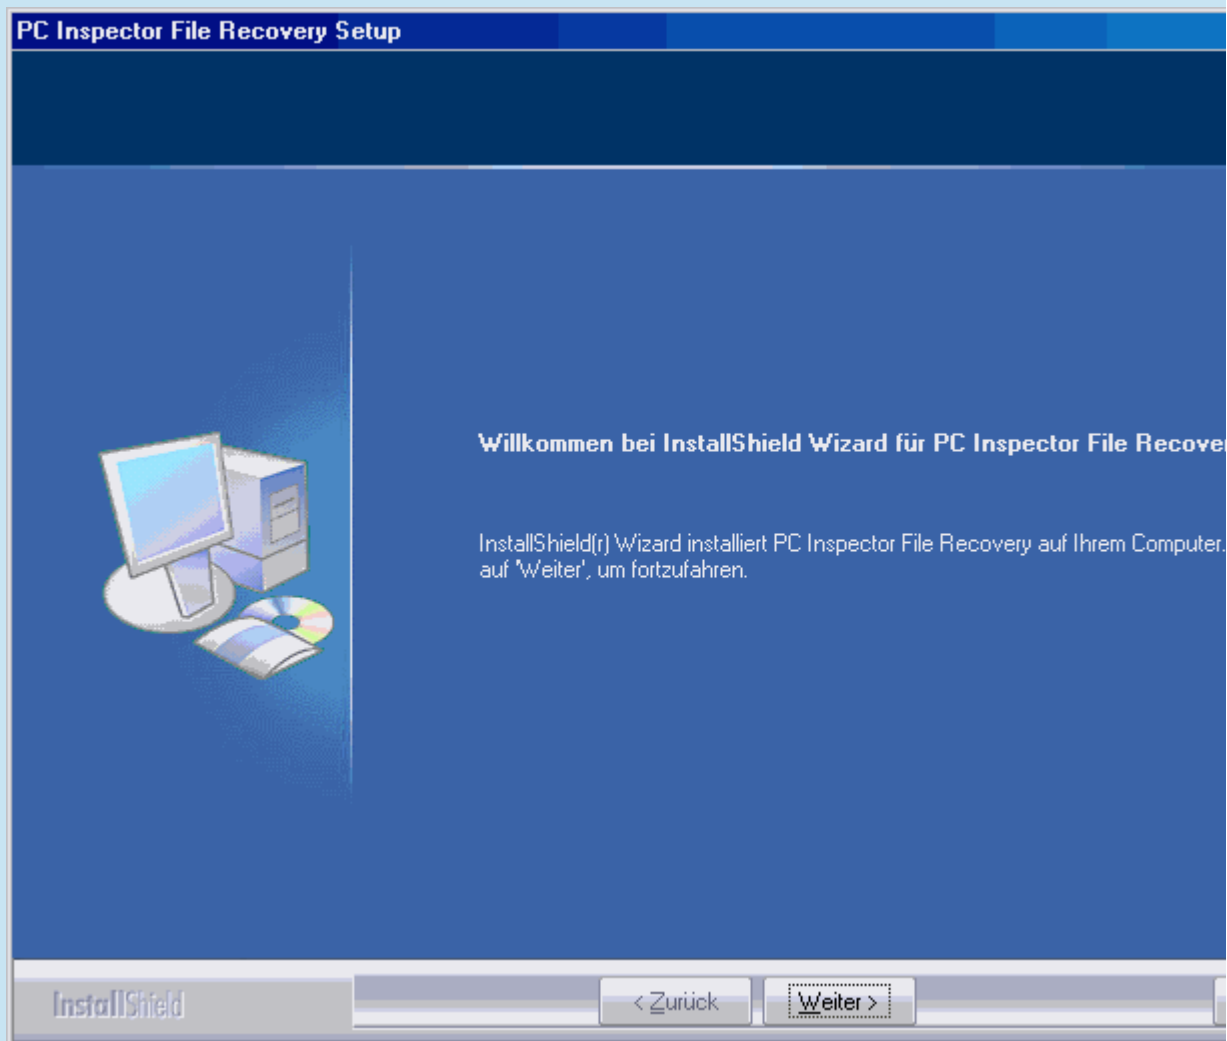 PC Inspector File Recovery Setup
Willkommen bei InstallShield Wizard für PC Inspector File
InstallShield(r) Wizard installiert PC Inspector File Recovery auf Ihrem Computer.
auf 'Weiter', um fortzufahren.
InstallShield
< Zurück
Weiter >